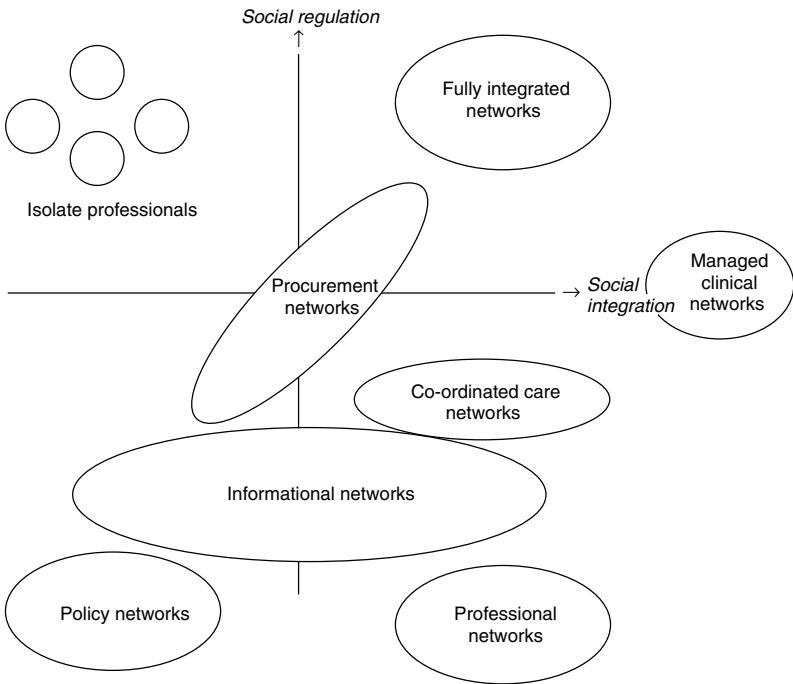 Social regulation
Fully integrated
networks
Isolate professionals
Procurement
networks
Social
integration
Managed
clinical
networks
Co-ordinated care
networks
Informational networks
Policy networks
Professional
networks